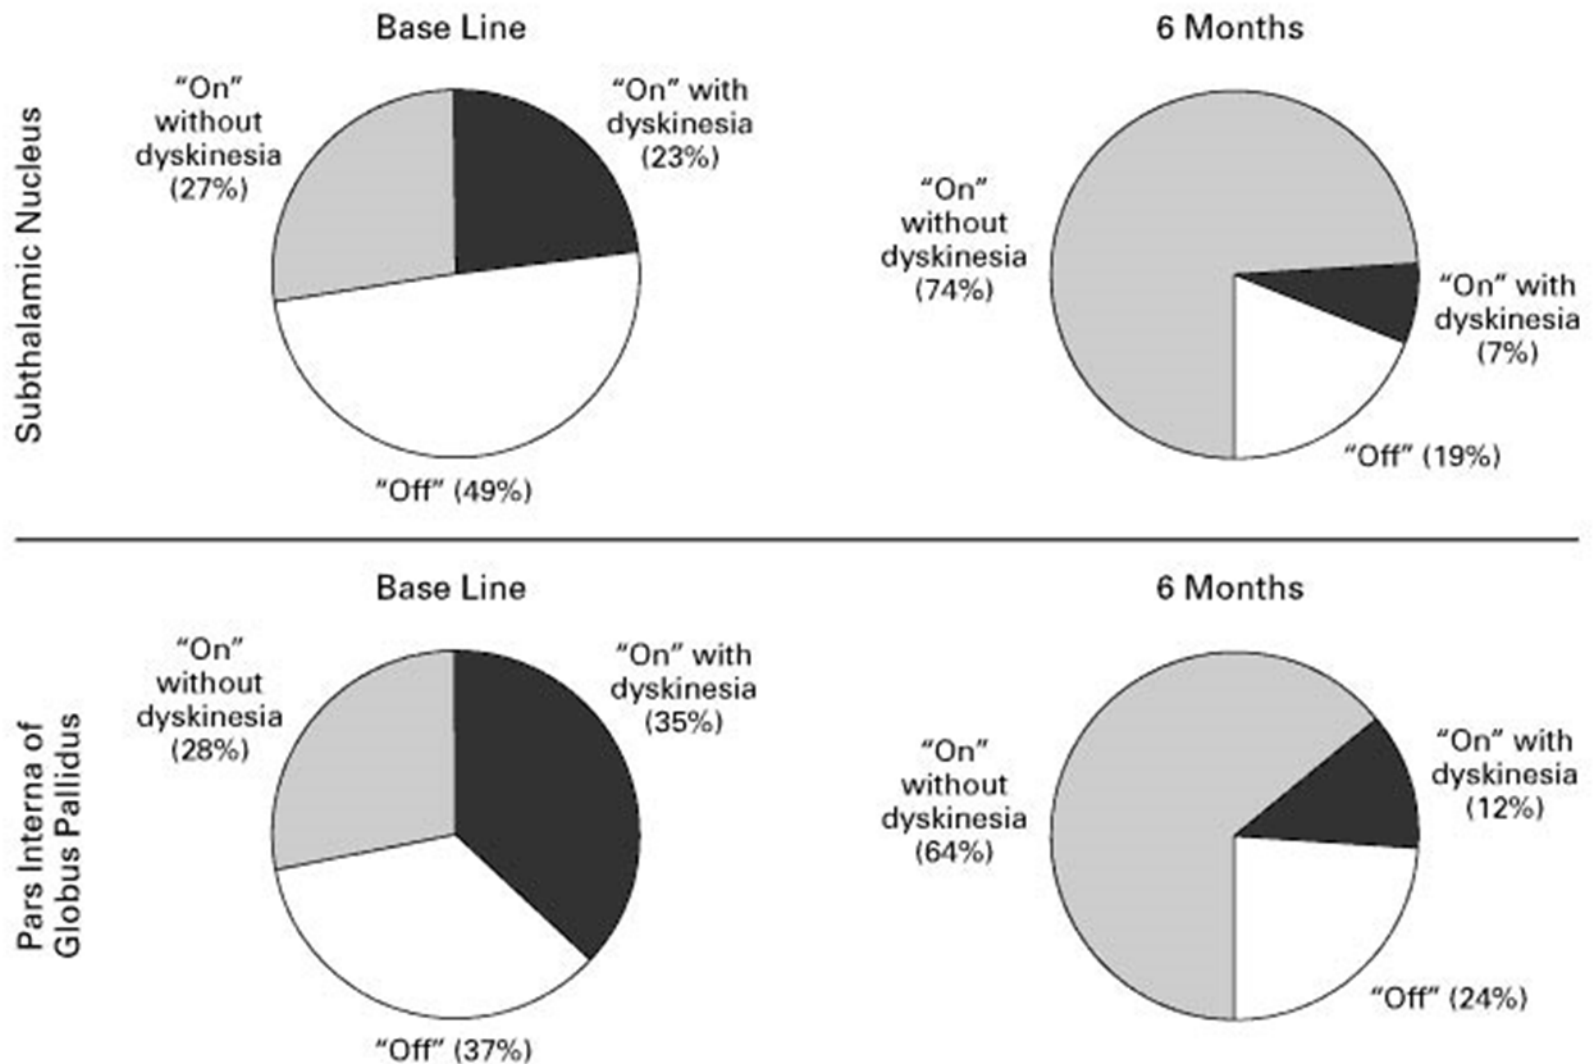 Subthalamic Nucleus
Base Line
“On”
without
dyskinesia
(27%)
“On” with
dyskinesia
(23%)
“Off” (49%)
6 Months
“On”
without
dyskinesia
(74%)
“On” with
dyskinesia
(7%)
“Off” (19%)
Pars Interna of
Globus Pallidus
Base Line
“On”
without
dyskinesia
(28%)
“On” with
dyskinesia
(35%)
“Off” (37%)
6 Months
“On”
without
dyskinesia
(64%)
“On” with
dyskinesia
(12%)
“Off” (24%)